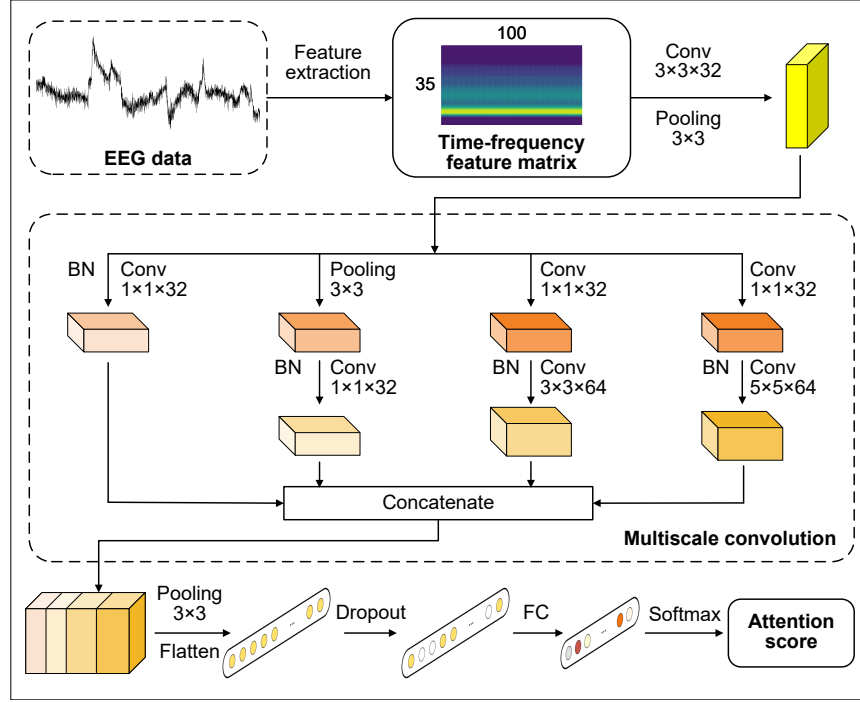 EEG data
Feature
extraction
100
35
Time-frequency
feature matrix
Conv
3×3×32
Pooling
3×3
BN
Conv
1×1×32
Pooling
3×3
Conv
1×1×32
Conv
1×1×32
BN
Conv
1×1×32
BN
Conv
3×3×64
BN
Conv
5×5×64
Concatenate
Multiscale convolution
Pooling
3×3
Flatten
...
Dropout
...
FC
...
Softmax
Attention
score